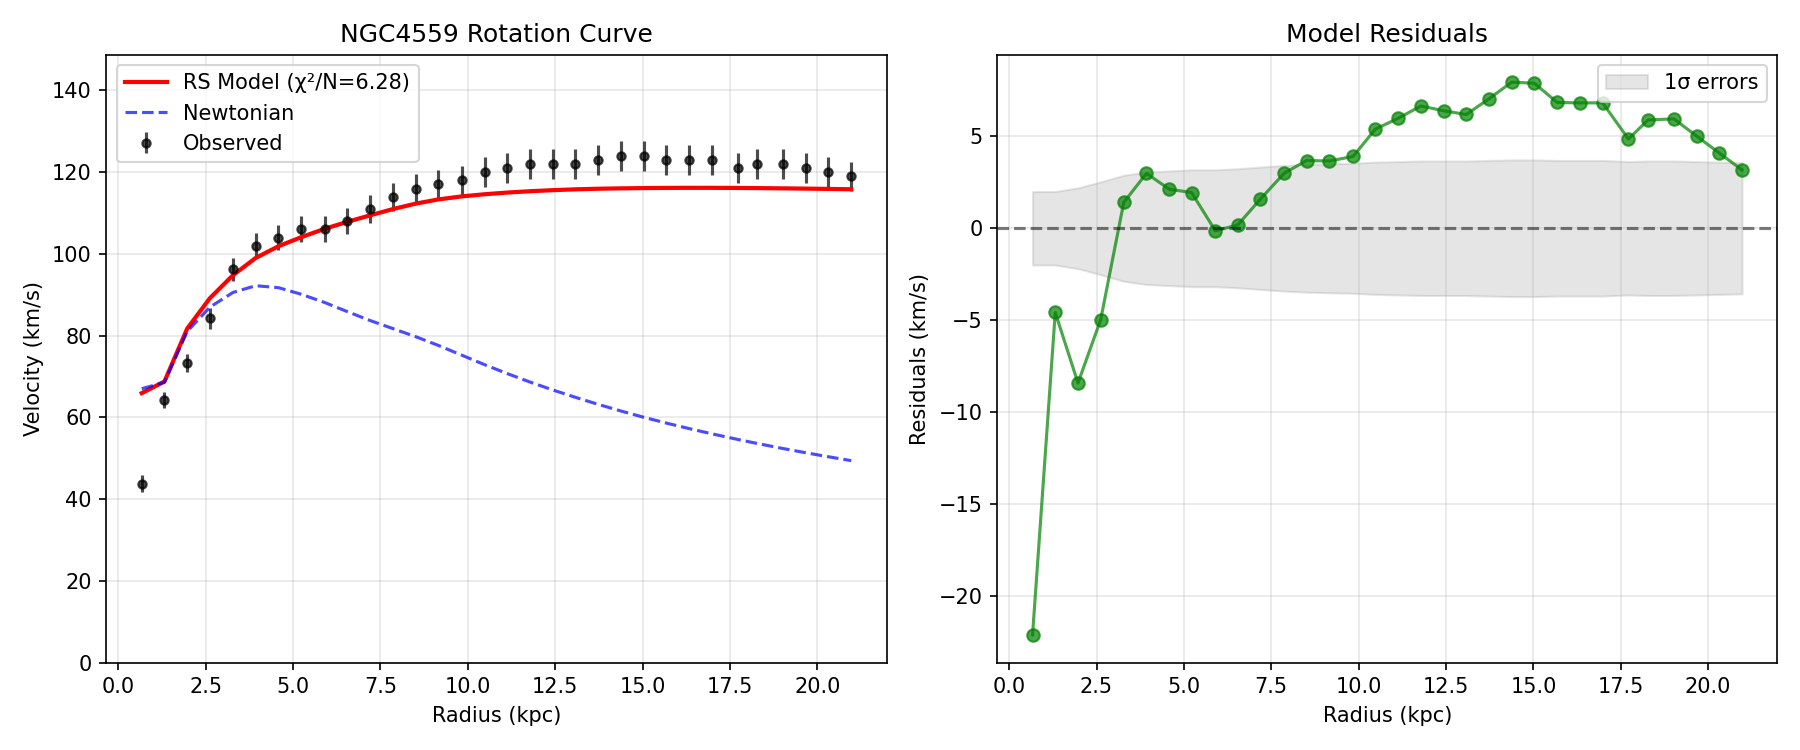 NGC4559 Rotation Curve
RS Model (χ²/N=6.28)
Newtonian
Observed
140
120
100
80
60
40
20
0
Velocity (km/s)
0.0 2.5 5.0 7.5 10.0 12.5 15.0 17.5 20.0
Radius (kpc)
Model Residuals
1σ errors
5
0
−5
−10
−15
−20
Residuals (km/s)
0.0 2.5 5.0 7.5 10.0 12.5 15.0 17.5 20.0
Radius (kpc)